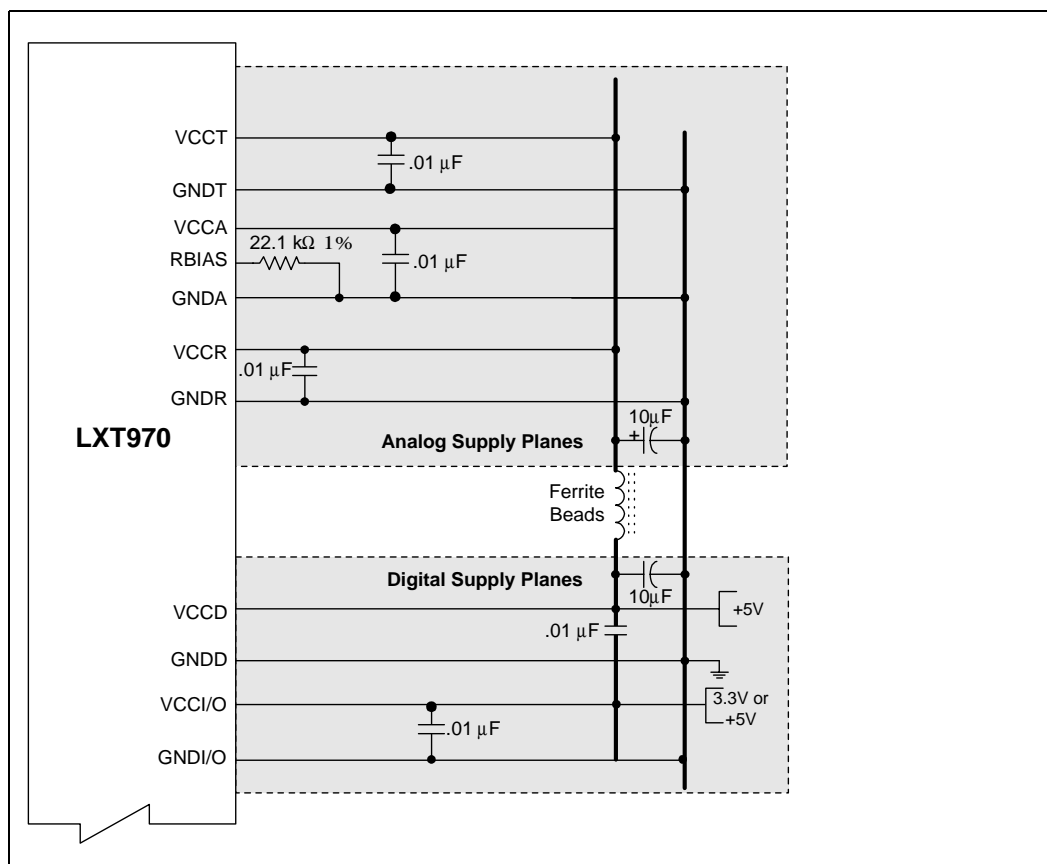 VCCT
.01 μF
GNDT
VCCA
22.1 kΩ 1%
RBIAS
.01 μF
GNDA
VCCR
.01 μF
GNDR
10μF
+
LXT970
Analog Supply Planes
Ferrite
Beads
Digital Supply Planes
10μF
VCCD
+5V
.01 μF
GNDD
VCCI/O
3.3V or
+5V
.01 μF
GNDI/O